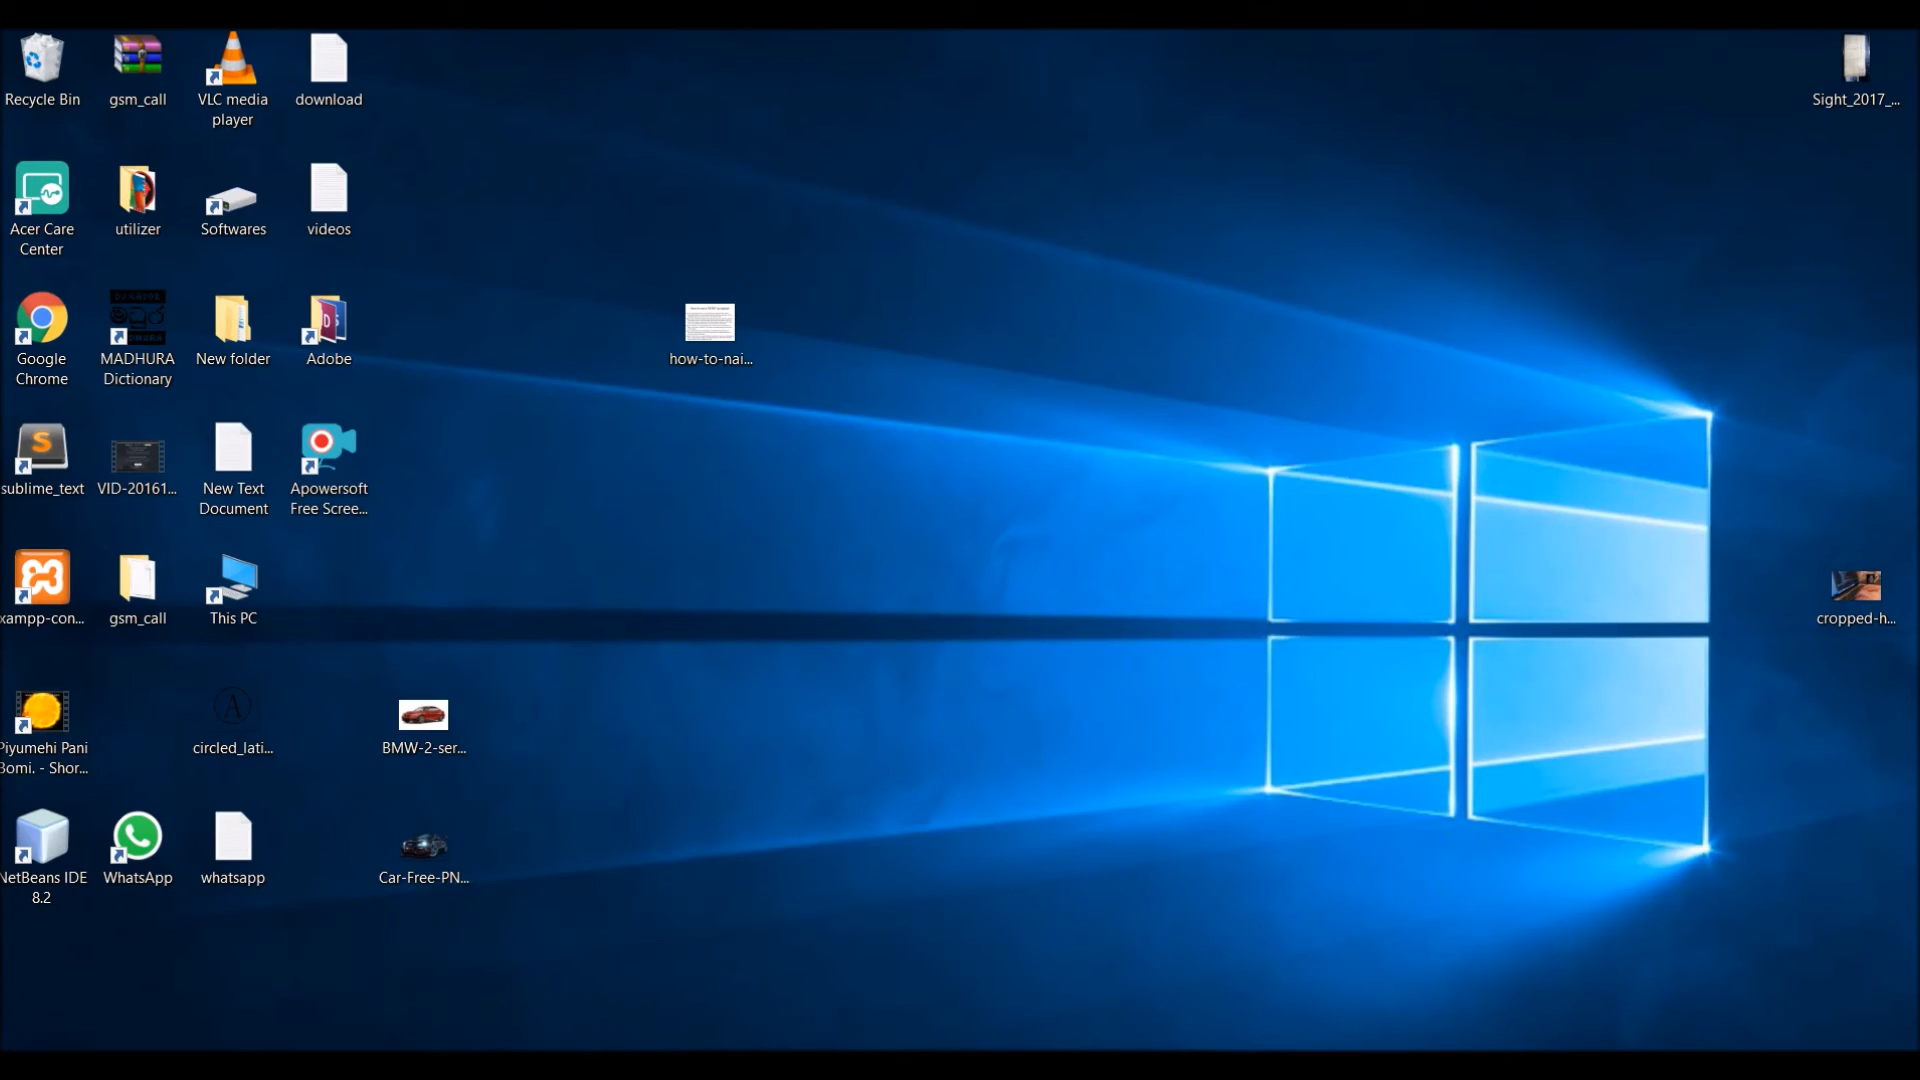 Recycle Bin
gsm_call
VLC media
player
download
Sight_2017_...
Acer Care
Center
utilizer
Softwares
videos
Google
Chrome
MADHURA
Dictionary
New folder
Adobe
how-to-nai...
sublime_text
VID-20161...
New Text
Document
Apowersoft
Free Scree...
xampp-con...
gsm_call
This PC
cropped-h...
Piyumehi Pani
Bomi. - Shor...
circled_lati...
BMW-2-ser...
NetBeans IDE
8.2
WhatsApp
whatsapp
Car-Free-PN...